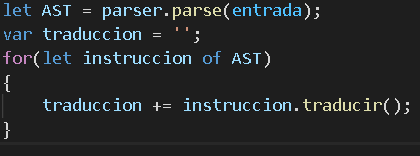 let AST = parser.parse(entrada);
var traduccion = '';
for(let instruccion of AST)
{
    traduccion += instruccion.traducir();
}